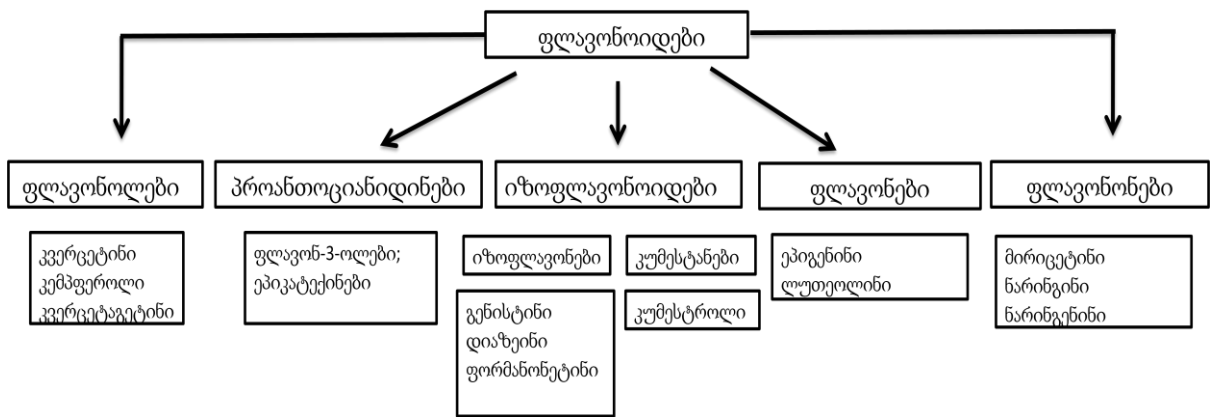 ფლავონოიდები
ფლავონოლები
პროანთოციანიდინები
იზოფლავონოიდები
ფლავონები
ფლავონონები
კვერცეტინი
კემპფეროლი
კვერცეტაგეტინი
ფლავონ-3-ოლები;
ეპიკატექინები
იზოფლავონები
გენისტინი
დიაზეინი
ფორმანონეტინი
კუმესტანები
კუმესტროლი
ეპიგენინი
ლუთეოლინი
მირიცეტინი
ნარინგინი
ნარინგენინი